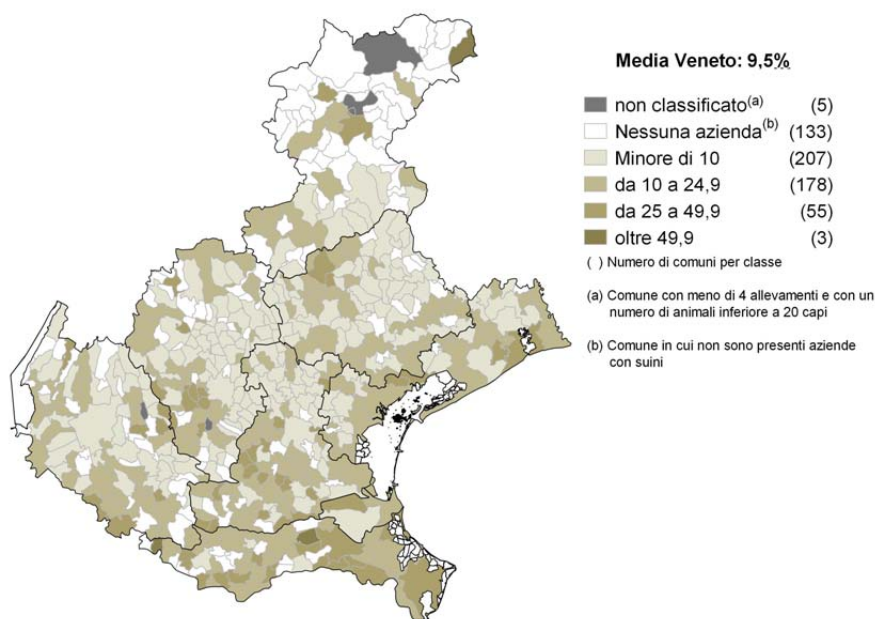 Media Veneto: 9,5%
non classificato(a) (5)
Nessuna azienda(b) (133)
Minore di 10 (207)
da 10 a 24,9 (178)
da 25 a 49,9 (55)
oltre 49,9 (3)
( ) Numero di comuni per classe
(a) Comune con meno di 4 allevamenti e con un
numero di animali inferiore a 20 capi
(b) Comune in cui non sono presenti aziende
con suini